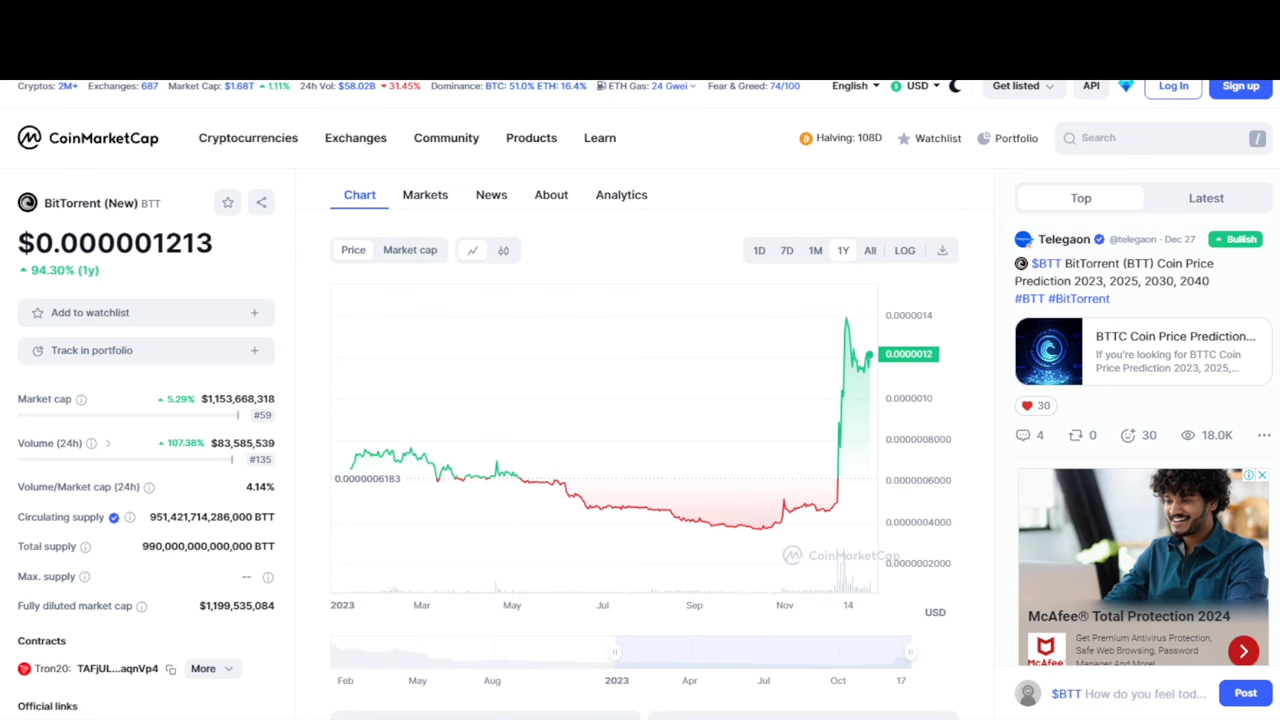 Cryptos: 2M+ Exchanges: 687 Market Cap: $1.68T 1.11% 24h Vol: $58.02B 31.45% Dominance: BTC: 51.0% ETH: 16.4% ETH Gas: 24 Gwei Fear & Greed: 74/100 English USD Get listed API Log In Sign up
CoinMarketCap Cryptocurrencies Exchanges Community Products Learn Halving: 108D Watchlist Portfolio Search /
BitTorrent (New) BTT
$0.000001213
94.30% (1y)
Add to watchlist +
Track in portfolio +
Market cap 5.29% $1,153,668,318
#59
Volume (24h) 107.38% $83,585,539
#135
Volume/Market cap (24h) 4.14%
Circulating supply 951,421,714,286,000 BTT
Total supply 990,000,000,000,000 BTT
Max. supply --
Fully diluted market cap $1,199,535,084
Contracts
Tron20: TAFjUL...aqnVp4 More
Official links
Chart Markets News About Analytics
Price Market cap 1D 7D 1M 1Y All LOG
0.0000014
0.0000012
0.0000010
0.0000008000
0.0000006183
0.0000006000
0.0000004000
CoinMarketCap
0.0000002000
2023 Mar May Jul Sep Nov 14
USD
Feb May Aug 2023 Apr Jul Oct 17
Top Latest
Telegaon @telegaon · Dec 27 Bullish
$BTT BitTorrent (BTT) Coin Price
Prediction 2023, 2025, 2030, 2040
#BTT #BitTorrent
BTTC Coin Price Prediction...
If you're looking for BTTC Coin
Price Prediction 2023, 2025,...
30
4 0 30 18.0K
McAfee® Total Protection 2024
McAfee
Get Premium Antivirus Protection,
Safe Web Browsing, Password
Manager And More!
$BTT How do you feel tod... Post